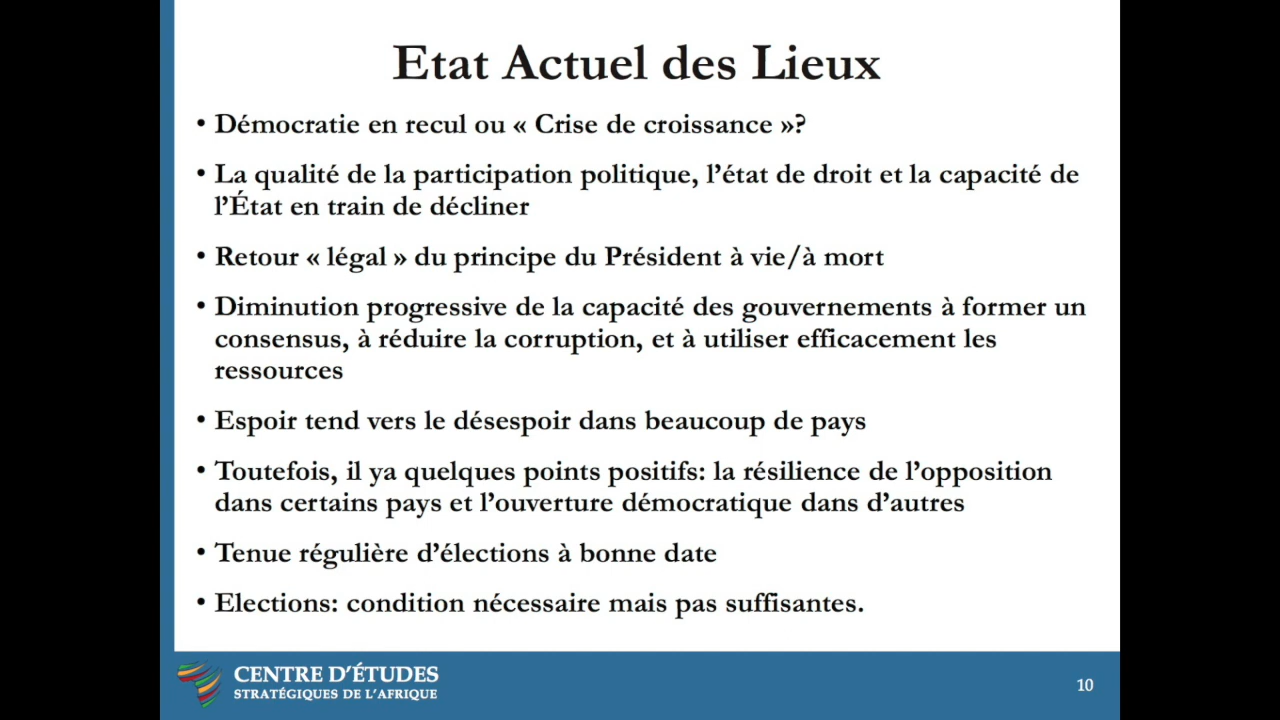 Etat Actuel des Lieux
• Démocratie en recul ou « Crise de croissance »?
• La qualité de la participation politique, l’état de droit et la capacité de
l’État en train de décliner
• Retour « légal » du principe du Président à vie/à mort
• Diminution progressive de la capacité des gouvernements à former un
consensus, à réduire la corruption, et à utiliser efficacement les
ressources
• Espoir tend vers le désespoir dans beaucoup de pays
• Toutefois, il ya quelques points positifs: la résilience de l’opposition
dans certains pays et l’ouverture démocratique dans d’autres
• Tenue régulière d’élections à bonne date
• Elections: condition nécessaire mais pas suffisantes.
CENTRE D’ÉTUDES
STRATÉGIQUES DE L’AFRIQUE
10